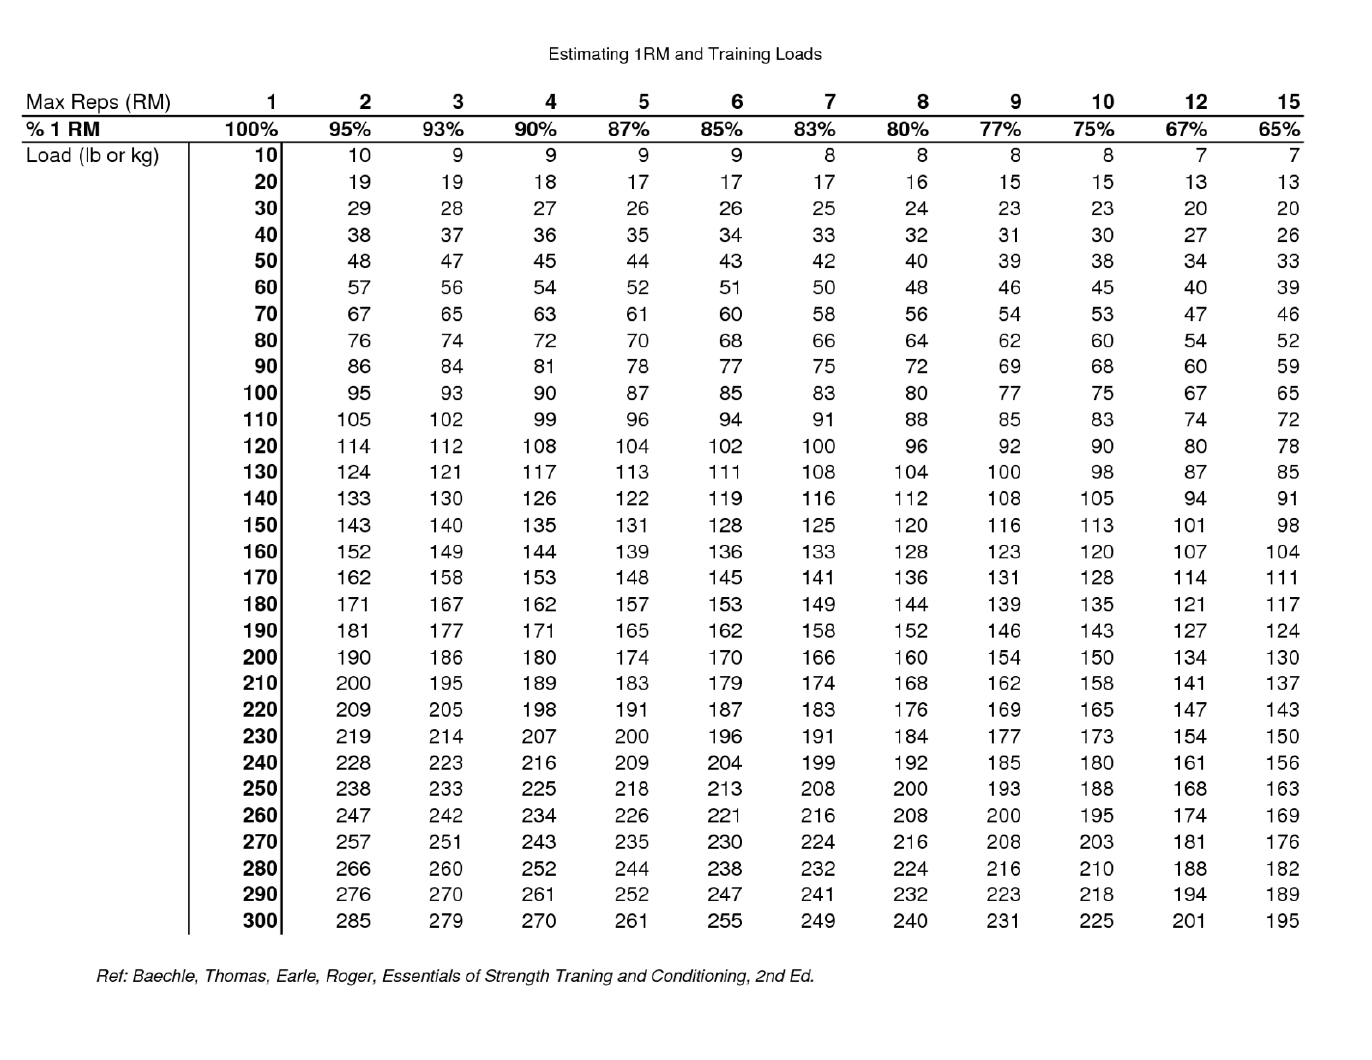 Estimating 1RM and Training Loads
Max Reps (RM) 1 2 3 4 5 6 7 8 9 10 12 15
% 1 RM 100% 95% 93% 90% 87% 85% 83% 80% 77% 75% 67% 65%
Load (lb or kg) 10 10 9 9 9 9 8 8 8 8 7 7
20 19 19 18 17 17 17 16 15 15 13 13
30 29 28 27 26 26 25 24 23 23 20 20
40 38 37 36 35 34 33 32 31 30 27 26
50 48 47 45 44 43 42 40 39 38 34 33
60 57 56 54 52 51 50 48 46 45 40 39
70 67 65 63 61 60 58 56 54 53 47 46
80 76 74 72 70 68 66 64 62 60 54 52
90 86 84 81 78 77 75 72 69 68 60 59
100 95 93 90 87 85 83 80 77 75 67 65
110 105 102 99 96 94 91 88 85 83 74 72
120 114 112 108 104 102 100 96 92 90 80 78
130 124 121 117 113 111 108 104 100 98 87 85
140 133 130 126 122 119 116 112 108 105 94 91
150 143 140 135 131 128 125 120 116 113 101 98
160 152 149 144 139 136 133 128 123 120 107 104
170 162 158 153 148 145 141 136 131 128 114 111
180 171 167 162 157 153 149 144 139 135 121 117
190 181 177 171 165 162 158 152 146 143 127 124
200 190 186 180 174 170 166 160 154 150 134 130
210 200 195 189 183 179 174 168 162 158 141 137
220 209 205 198 191 187 183 176 169 165 147 143
230 219 214 207 200 196 191 184 177 173 154 150
240 228 223 216 209 204 199 192 185 180 161 156
250 238 233 225 218 213 208 200 193 188 168 163
260 247 242 234 226 221 216 208 200 195 174 169
270 257 251 243 235 230 224 216 208 203 181 176
280 266 260 252 244 238 232 224 216 210 188 182
290 276 270 261 252 247 241 232 223 218 194 189
300 285 279 270 261 255 249 240 231 225 201 195
Ref: Baechle, Thomas, Earle, Roger, Essentials of Strength Traning and Conditioning, 2nd Ed.